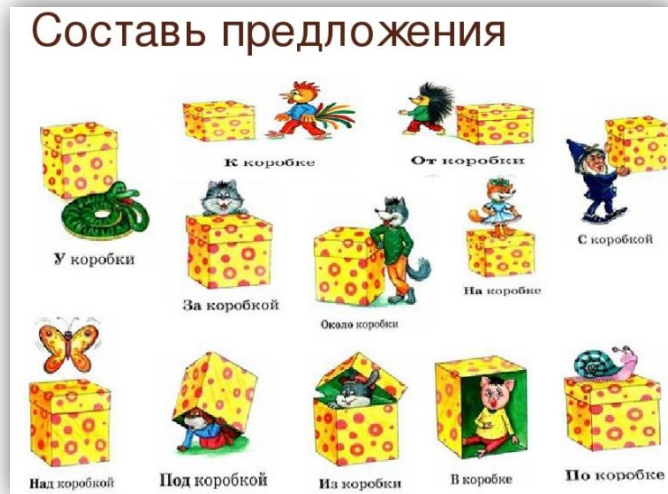 Составь предложения
К коробке
От коробки
У коробки
За коробкой
Около коробки
На коробке
С коробкой
Над коробкой
Под коробкой
Из коробки
В коробке
По коробке